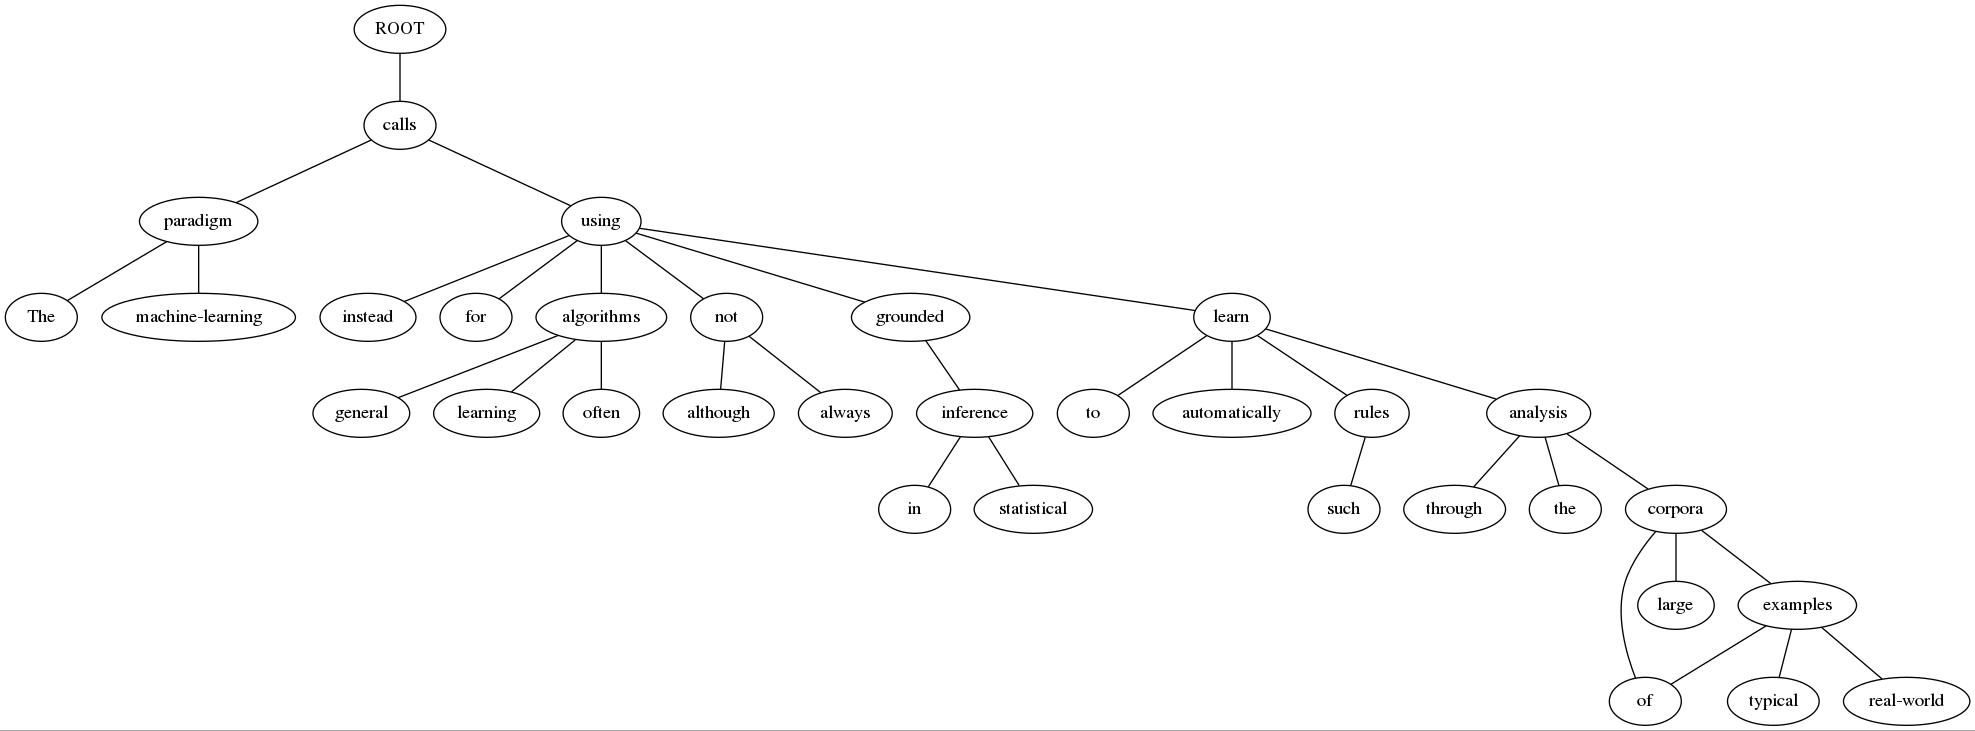 ROOT
calls
paradigm using
The machine-learning instead for algorithms not grounded learn
general learning often although always inference to automatically rules analysis
in statistical such through the corpora
large examples
of typical real-world